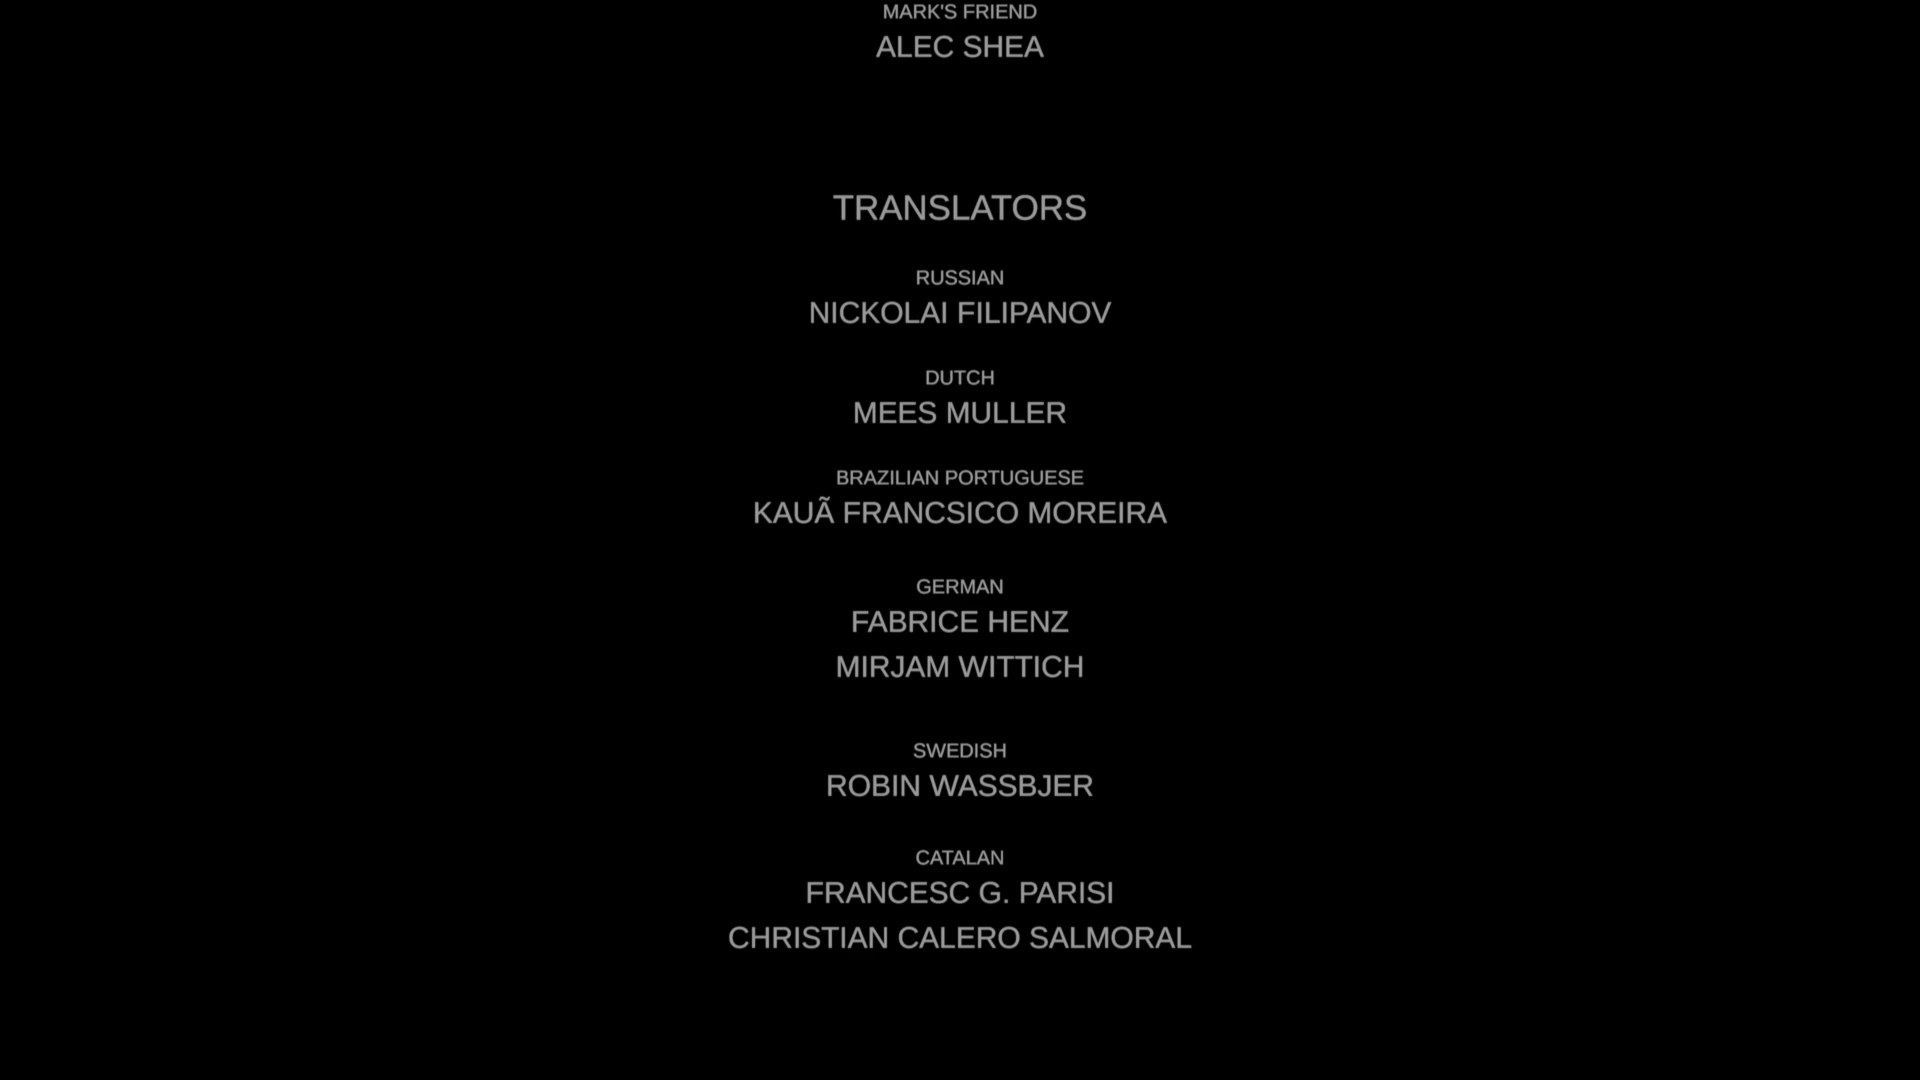 MARK'S FRIEND
ALEC SHEA
TRANSLATORS
RUSSIAN
NICKOLAI FILIPANOV
DUTCH
MEES MULLER
BRAZILIAN PORTUGUESE
KAUÃ FRANCSICO MOREIRA
GERMAN
FABRICE HENZ
MIRJAM WITTICH
SWEDISH
ROBIN WASSBJER
CATALAN
FRANCESC G. PARISI
CHRISTIAN CALERO SALMORAL